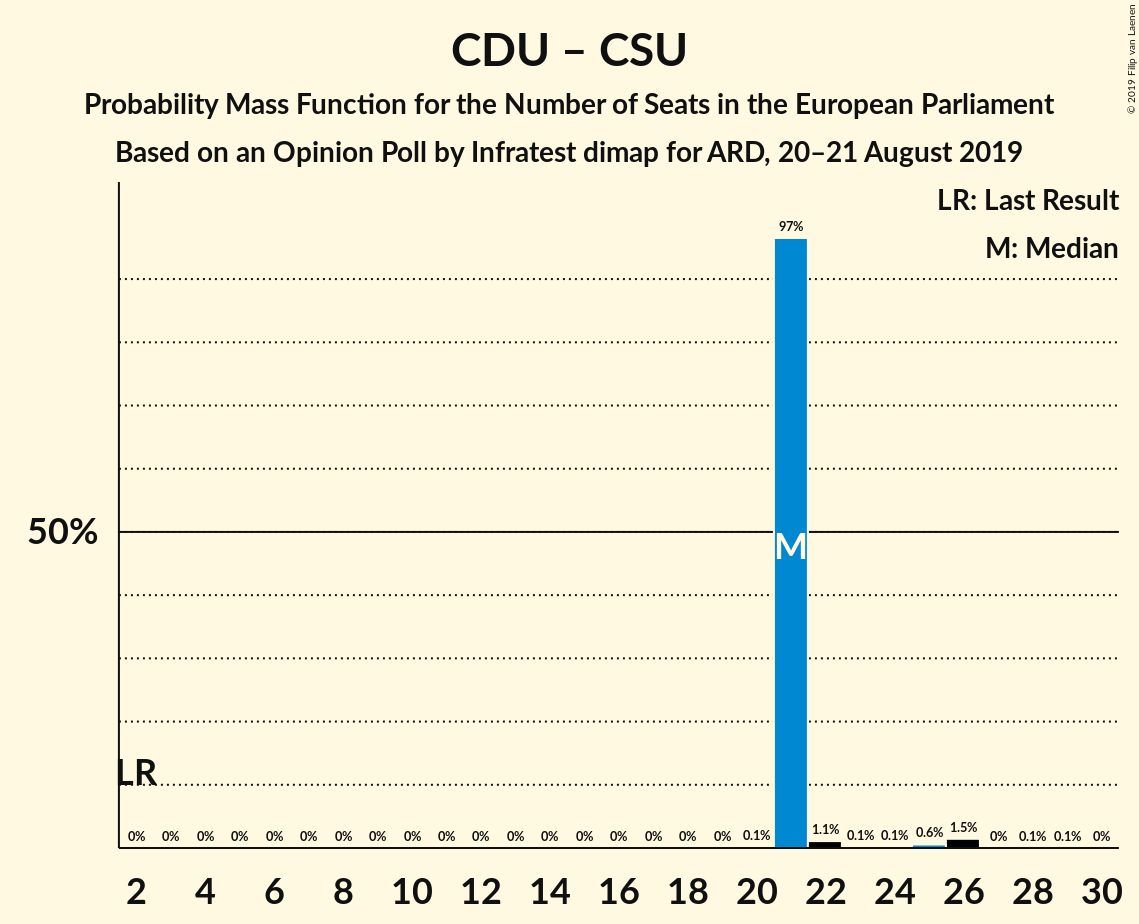 CDU – CSU
Probability Mass Function for the Number of Seats in the European Parliament
Based on an Opinion Poll by Infratest dimap for ARD, 20–21 August 2019
© 2019 Filip van Laenen
LR: Last Result
M: Median
97%
50%
M
LR
0% 0% 0% 0% 0% 0% 0% 0% 0% 0% 0% 0% 0% 0% 0% 0% 0% 0% 0.1% 1.1% 0.1% 0.1% 0.6% 1.5% 0% 0.1% 0.1% 0%
2 4 6 8 10 12 14 16 18 20 22 24 26 28 30